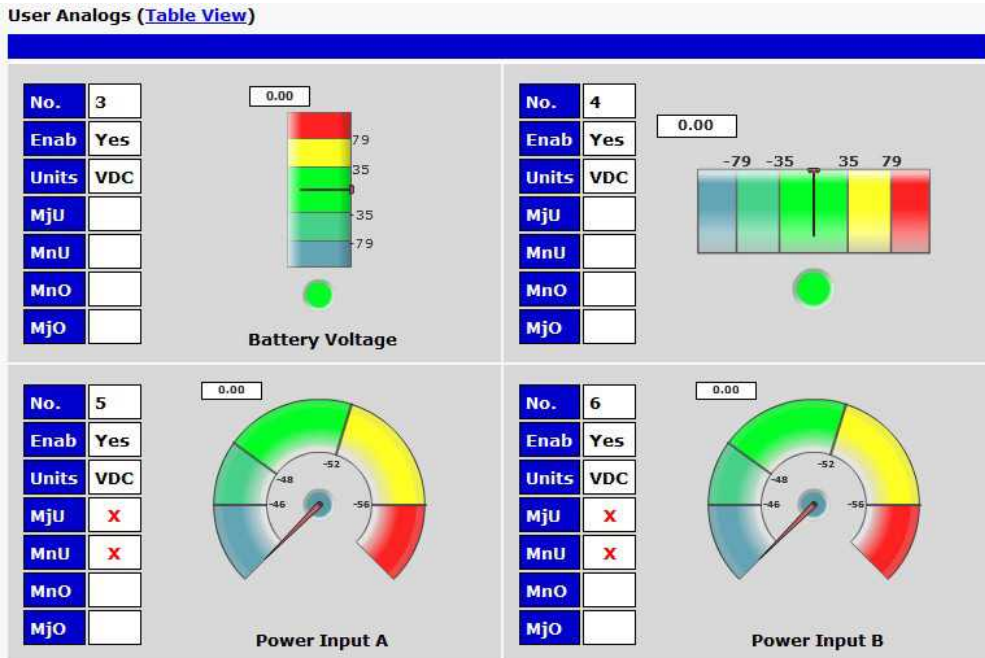 User Analogs (Table View)
No. 3
Enab Yes
Units VDC
MjU
MnU
MnO
MjO
0.00
79
35
-35
-79
Battery Voltage
No. 4
Enab Yes
Units VDC
MjU
MnU
MnO
MjO
0.00
-79 -35 35 79
No. 5
Enab Yes
Units VDC
MjU X
MnU X
MnO
MjO
0.00
-52
-48
-46 -56
Power Input A
No. 6
Enab Yes
Units VDC
MjU X
MnU X
MnO
MjO
0.00
-52
-48
-46 -56
Power Input B